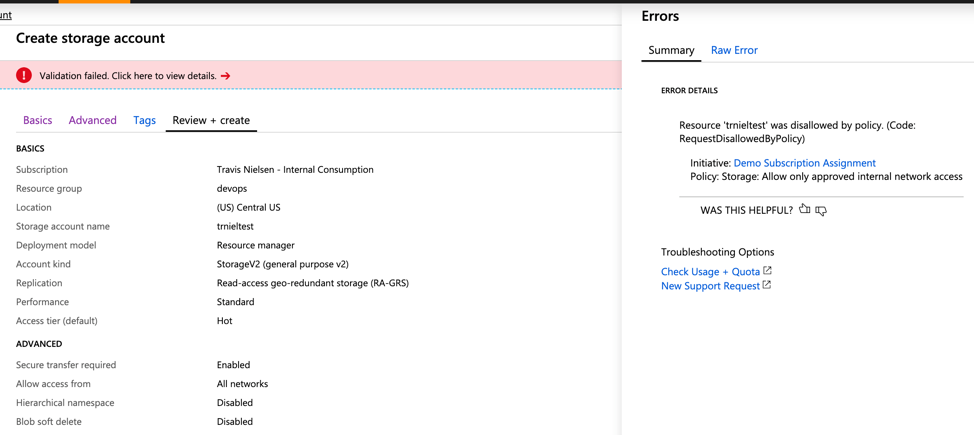 unt
Create storage account
Validation failed. Click here to view details. →
Basics Advanced Tags Review + create
BASICS
Subscription Travis Nielsen - Internal Consumption
Resource group devops
Location (US) Central US
Storage account name trnieltest
Deployment model Resource manager
Account kind StorageV2 (general purpose v2)
Replication Read-access geo-redundant storage (RA-GRS)
Performance Standard
Access tier (default) Hot
ADVANCED
Secure transfer required Enabled
Allow access from All networks
Hierarchical namespace Disabled
Blob soft delete Disabled
Errors
Summary Raw Error
ERROR DETAILS
Resource 'trnieltest' was disallowed by policy. (Code:
RequestDisallowedByPolicy)
Initiative: Demo Subscription Assignment
Policy: Storage: Allow only approved internal network access
WAS THIS HELPFUL?
Troubleshooting Options
Check Usage + Quota
New Support Request